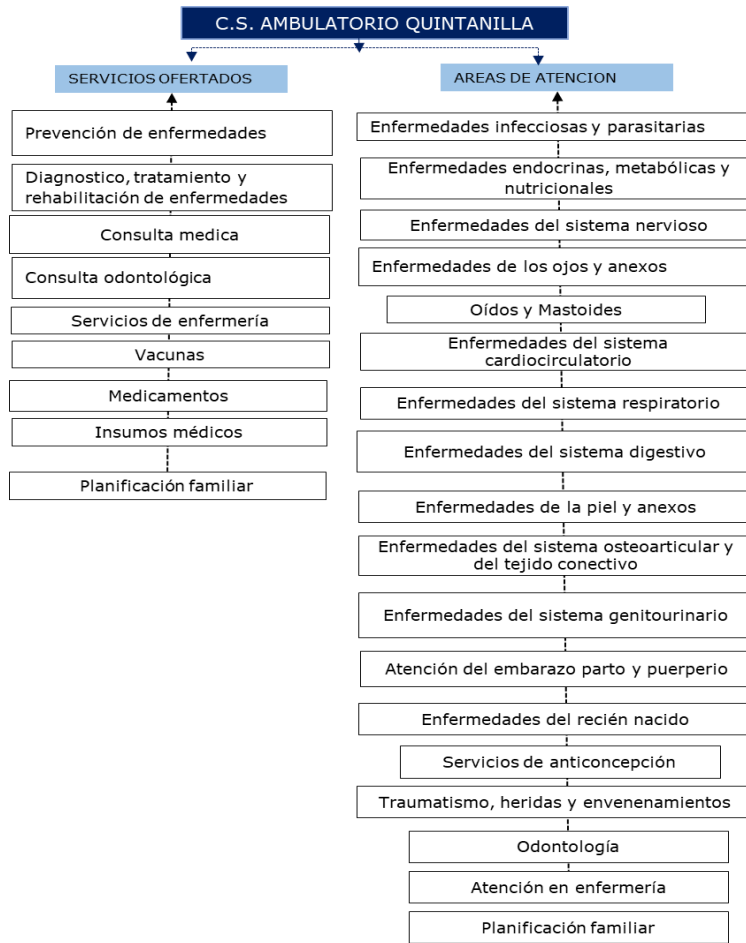 C.S. AMBULATORIO QUINTANILLA
SERVICIOS OFERTADOS
Prevención de enfermedades
Diagnostico, tratamiento y
rehabilitación de enfermedades
Consulta medica
Consulta odontológica
Servicios de enfermería
Vacunas
Medicamentos
Insumos médicos
Planificación familiar
AREAS DE ATENCION
Enfermedades infecciosas y parasitarias
Enfermedades endocrinas, metabólicas y
nutricionales
Enfermedades del sistema nervioso
Enfermedades de los ojos y anexos
Oídos y Mastoides
Enfermedades del sistema
cardiocirculatorio
Enfermedades del sistema respiratorio
Enfermedades del sistema digestivo
Enfermedades de la piel y anexos
Enfermedades del sistema osteoarticular y
del tejido conectivo
Enfermedades del sistema genitourinario
Atención del embarazo parto y puerperio
Enfermedades del recién nacido
Servicios de anticoncepción
Traumatismo, heridas y envenenamientos
Odontología
Atención en enfermería
Planificación familiar